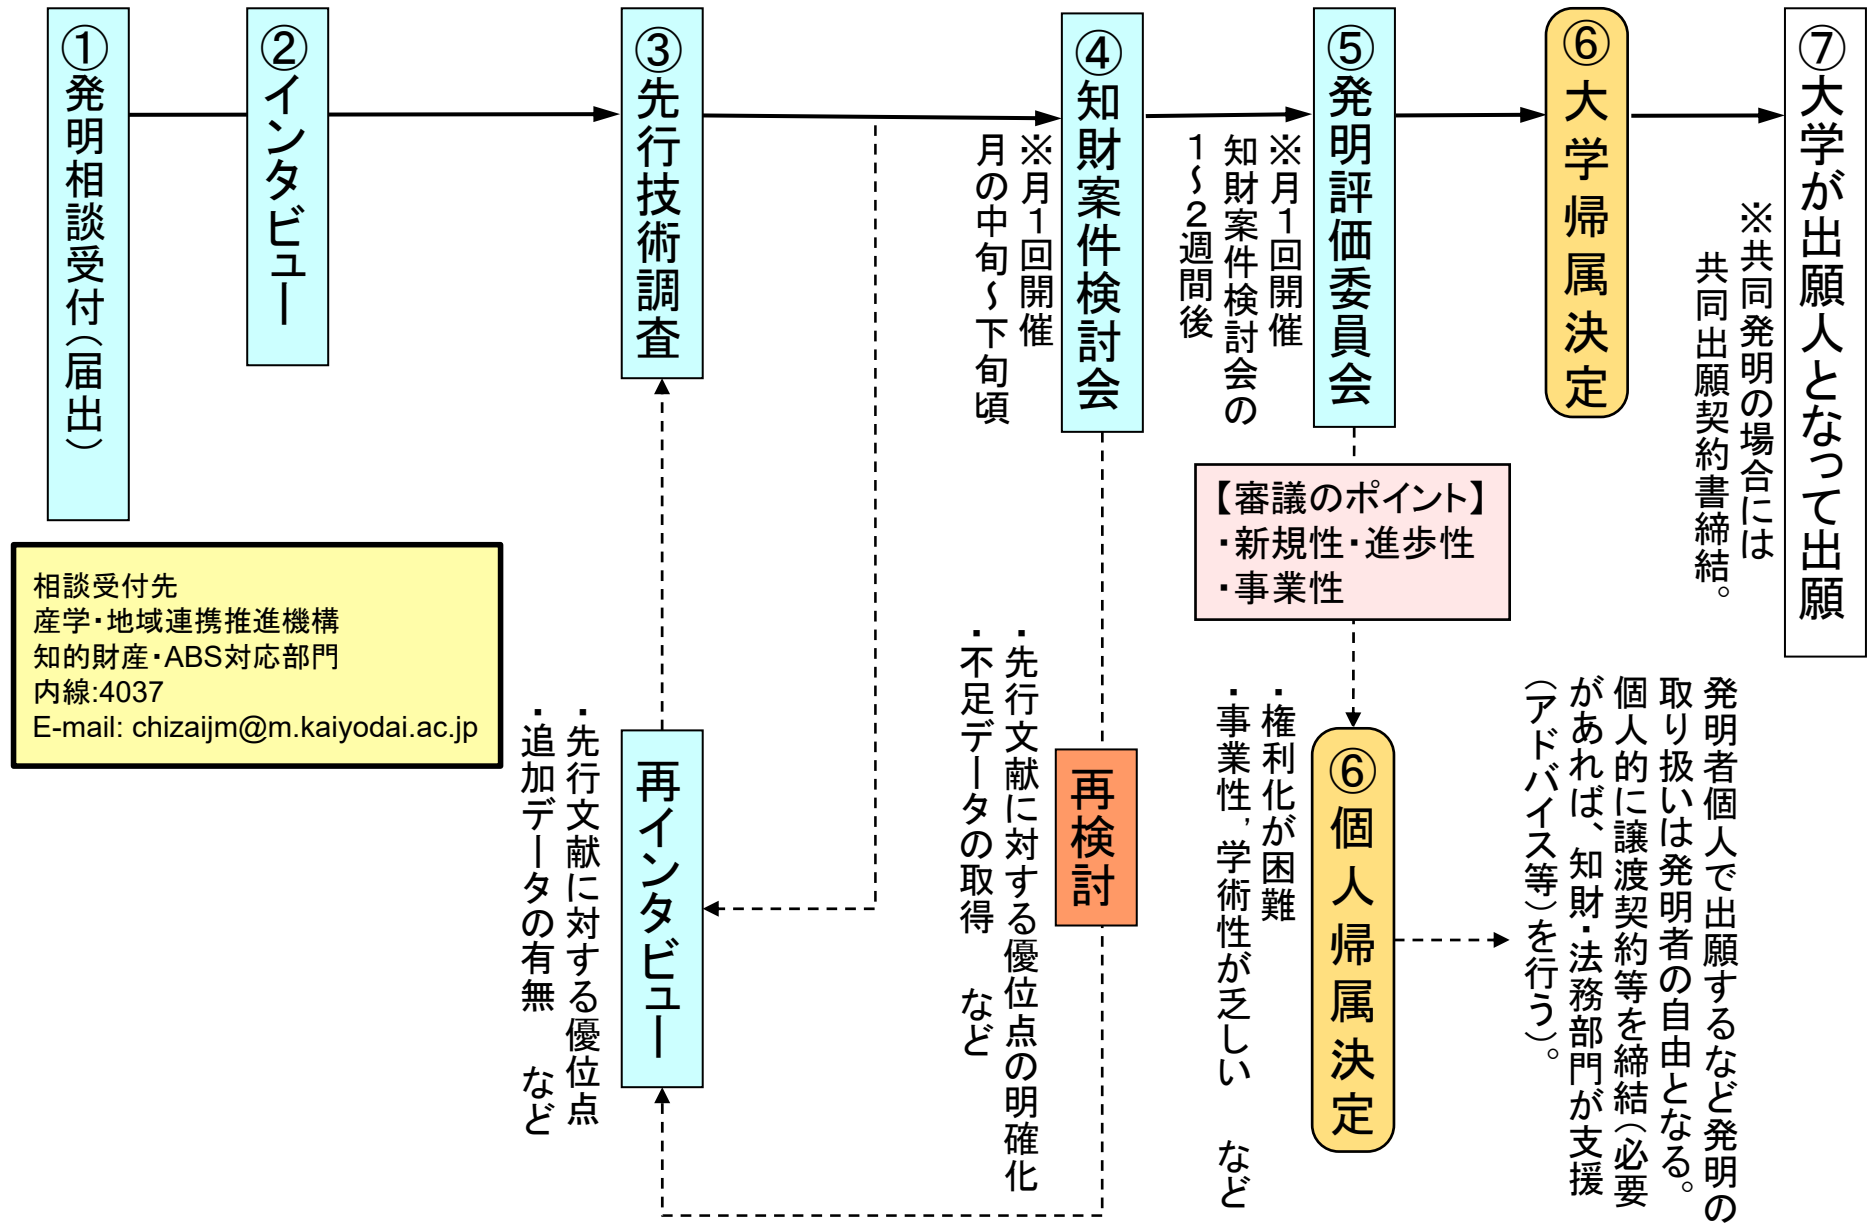 ①発明相談受付（届出）
②インタビュー
③先行技術調査
④知財案件検討会
※月１回開催
月の中旬～下旬頃
⑤発明評価委員会
※月１回開催
知財案件検討会の
１～２週間後
⑥大学帰属決定
⑦大学が出願人となって出願
※共同発明の場合には
共同出願契約書締結。
【審議のポイント】
・新規性・進歩性
・事業性
相談受付先
産学・地域連携推進機構
知的財産・ABS対応部門
内線:4037
E-mail: chizaijm@m.kaiyodai.ac.jp
再インタビュー
・先行文献に対する優位点
・追加データの有無　など
再検討
・先行文献に対する優位点の明確化
・不足データの取得　など
⑥個人帰属決定
・権利化が困難
・事業性，学術性が乏しい　など
発明者個人で出願するなど発明の
取り扱いは発明者の自由となる。
個人的に譲渡契約等を締結（必要
があれば、知財・法務部門が支援
（アドバイス等）を行う）。